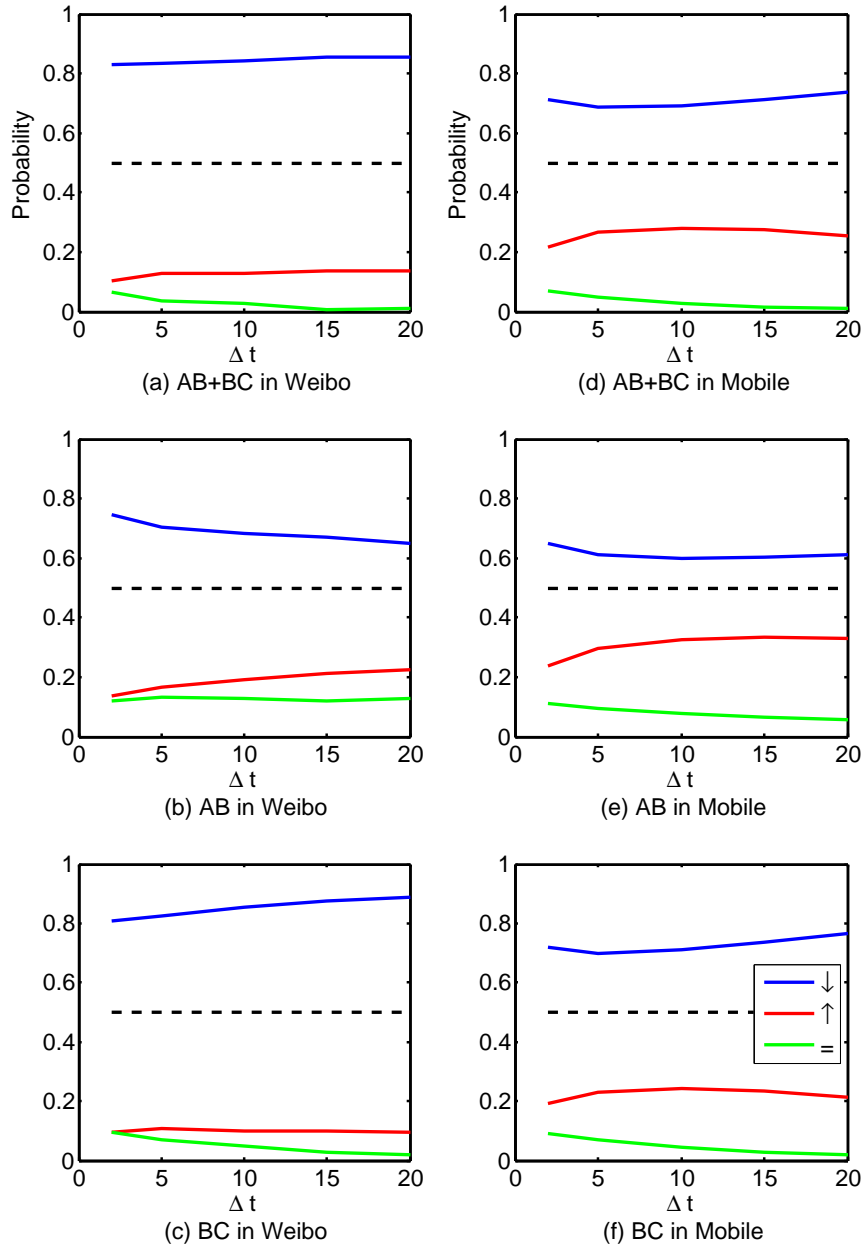 1
0.8
0.6
0.4
0.2
0
Probability
0 5 10 15 20
Δ t
(a) AB+BC in Weibo
1
0.8
0.6
0.4
0.2
0
Probability
0 5 10 15 20
Δ t
(d) AB+BC in Mobile
1
0.8
0.6
0.4
0.2
0
0 5 10 15 20
Δ t
(b) AB in Weibo
1
0.8
0.6
0.4
0.2
0
0 5 10 15 20
Δ t
(e) AB in Mobile
1
0.8
0.6
0.4
0.2
0
0 5 10 15 20
Δ t
(c) BC in Weibo
1
0.8
0.6
0.4
0.2
0
↓
↑
=
0 5 10 15 20
Δ t
(f) BC in Mobile